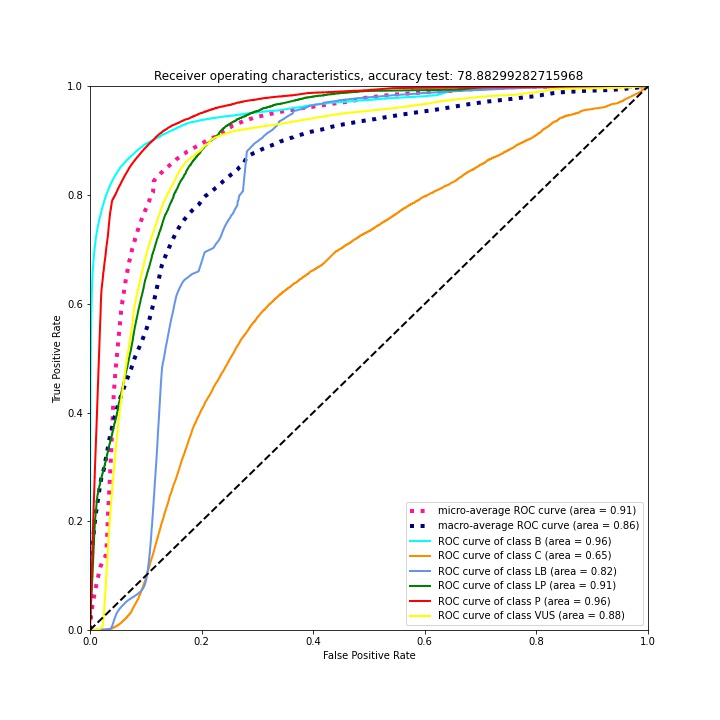 Receiver operating characteristics, accuracy test: 78.88299282715968
1.0
0.8
0.6
0.4
0.2
0.0
True Positive Rate
micro-average ROC curve (area = 0.91)
macro-average ROC curve (area = 0.86)
ROC curve of class B (area = 0.96)
ROC curve of class C (area = 0.65)
ROC curve of class LB (area = 0.82)
ROC curve of class LP (area = 0.91)
ROC curve of class P (area = 0.96)
ROC curve of class VUS (area = 0.88)
0.0 0.2 0.4 0.6 0.8 1.0
False Positive Rate